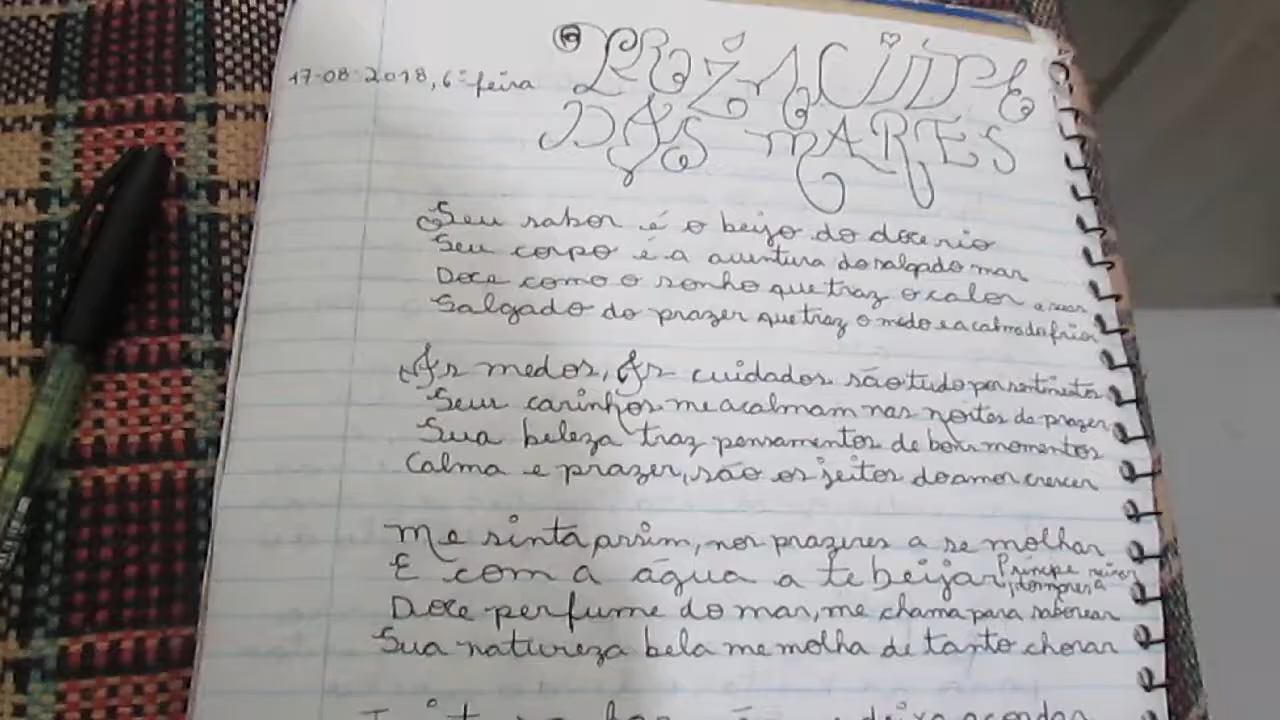 17-08-2018, 6ª-feira
DAS MARES
Seu sabor é o beijo do doce rio
Seu corpo é a aventura do salgado mar
Doce como o sonho que traz o calor
Salgado do prazer que traz o medo e a calma do frio
Os medos, os cuidados são tudo por sentimentos
Seus carinhos me acalmam nas noites de prazer
Sua beleza traz pensamentos de bons momentos
Calma e prazer, são os jeitos do amor crescer
Me sinta assim, nos prazeres a se molhar
E com a água a te beijar, Príncipe
Doce perfume do mar, me chama para saborear
Sua natureza bela me molha de tanto chorar